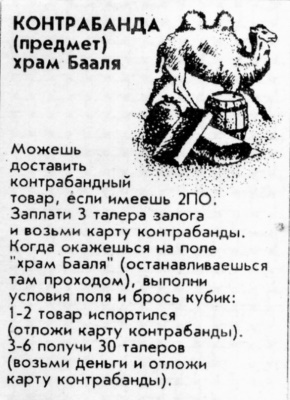 КОНТРАБАНДА
(предмет)
храм Бааля
Можешь
доставить
контрабандный
товар, если имеешь 2ПО.
Заплати 3 талера залога
и возьми карту контрабанды.
Когда окажешься на поле
"храм Бааля" (останавливаешься
там проходом), выполни
условия поля и брось кубик:
1-2 товар испортился
(отложи карту контрабанды).
3-6 получи 30 талеров
(возьми деньги и отложи
карту контрабанды).